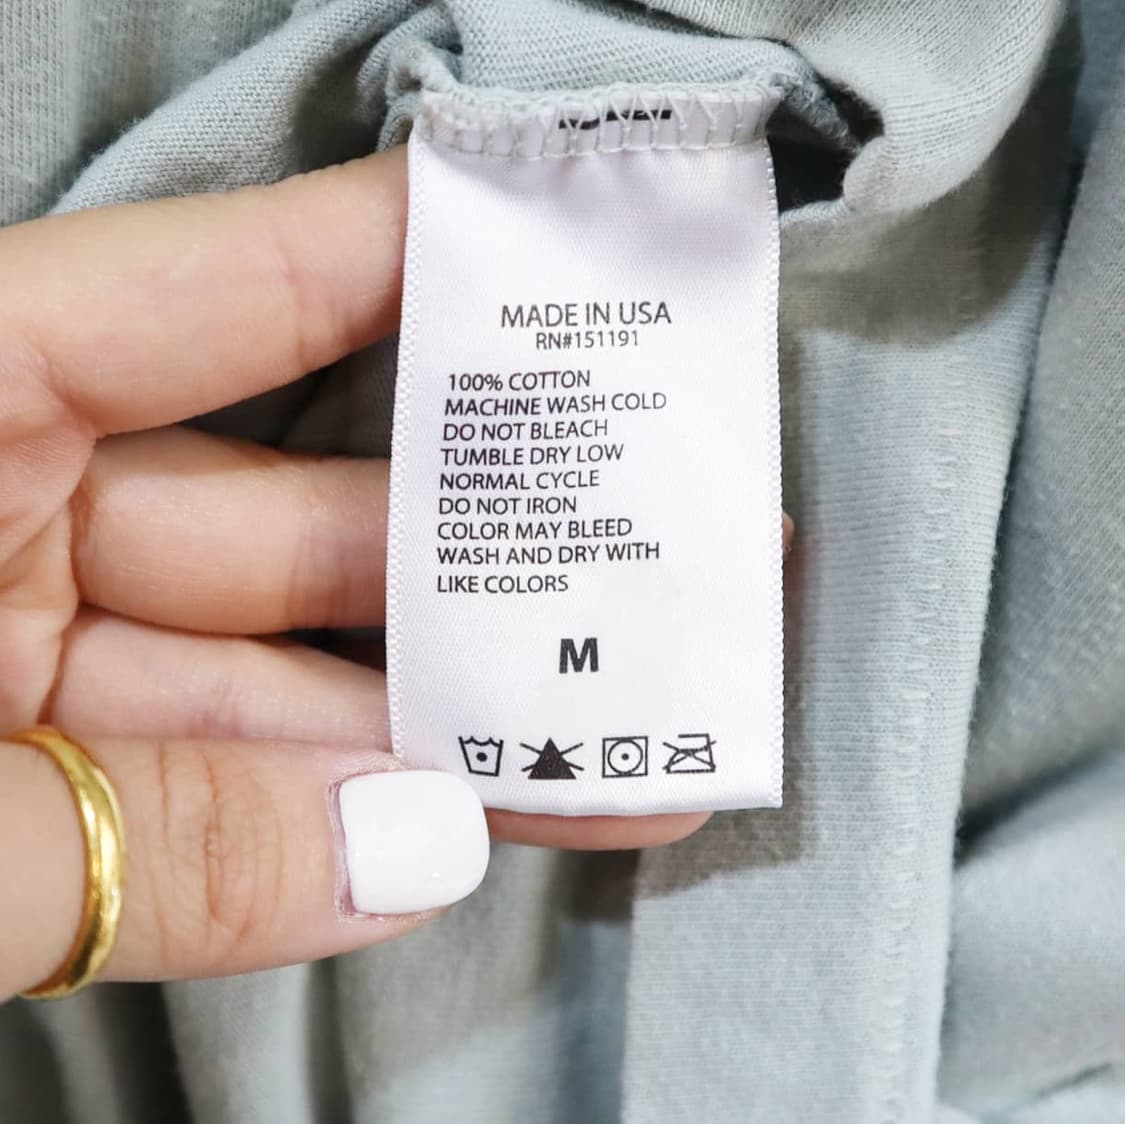 MADE IN USA
RN#151191
100% COTTON
MACHINE WASH COLD
DO NOT BLEACH
TUMBLE DRY LOW
NORMAL CYCLE
DO NOT IRON
COLOR MAY BLEED
WASH AND DRY WITH
LIKE COLORS
M